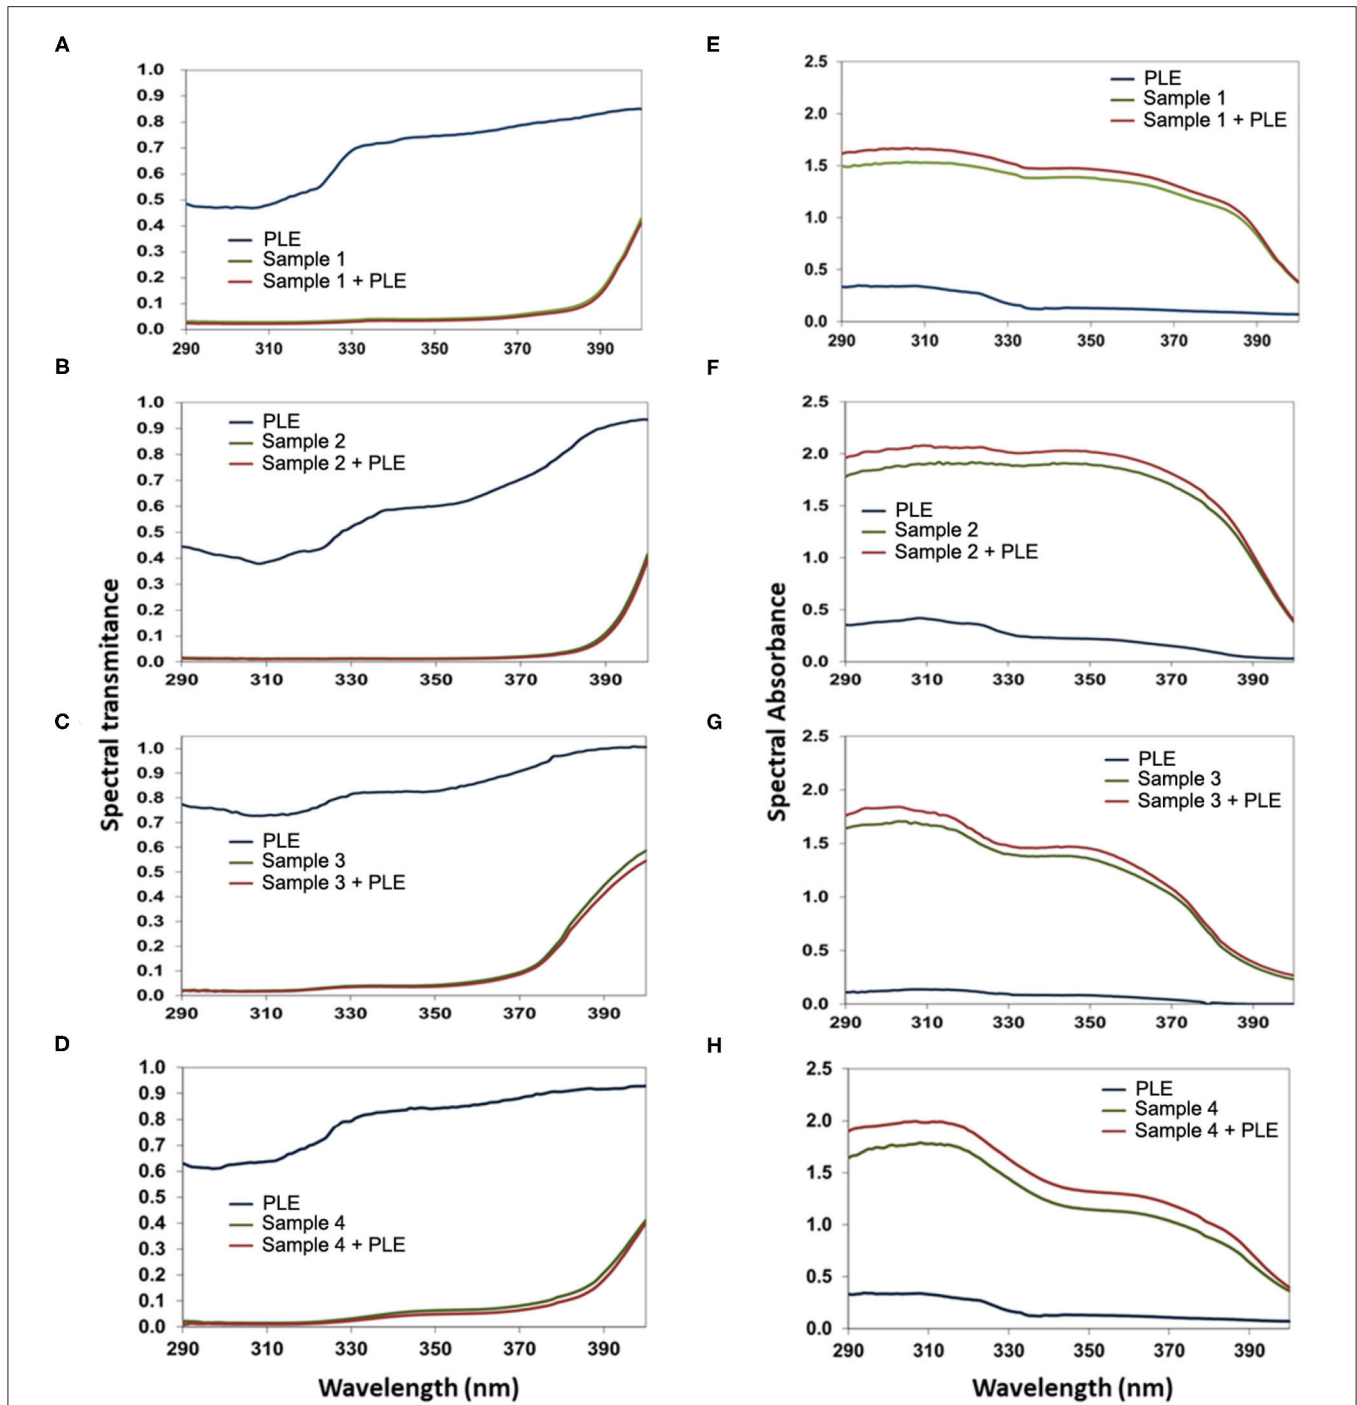 A
1.0
0.9
0.8
0.7
0.6
0.5
0.4
0.3
0.2
0.1
0.0
PLE
Sample 1
Sample 1 + PLE
290 310 330 350 370 390
E
2.5
2.0
1.5
1.0
0.5
0.0
PLE
Sample 1
Sample 1 + PLE
290 310 330 350 370 390
B
1.0
0.9
0.8
0.7
0.6
0.5
0.4
0.3
0.2
0.1
0.0
PLE
Sample 2
Sample 2 + PLE
290 310 330 350 370 390
F
2.5
2.0
1.5
1.0
0.5
0.0
PLE
Sample 2
Sample 2 + PLE
290 310 330 350 370 390
Spectral transmitance
Spectral Absorbance
C
1.0
0.9
0.8
0.7
0.6
0.5
0.4
0.3
0.2
0.1
0.0
PLE
Sample 3
Sample 3 + PLE
290 310 330 350 370 390
G
2.5
2.0
1.5
1.0
0.5
0.0
PLE
Sample 3
Sample 3 + PLE
290 310 330 350 370 390
D
1.0
0.9
0.8
0.7
0.6
0.5
0.4
0.3
0.2
0.1
0.0
PLE
Sample 4
Sample 4 + PLE
290 310 330 350 370 390
Wavelength (nm)
H
2.5
2.0
1.5
1.0
0.5
0.0
PLE
Sample 4
Sample 4 + PLE
290 310 330 350 370 390
Wavelength (nm)